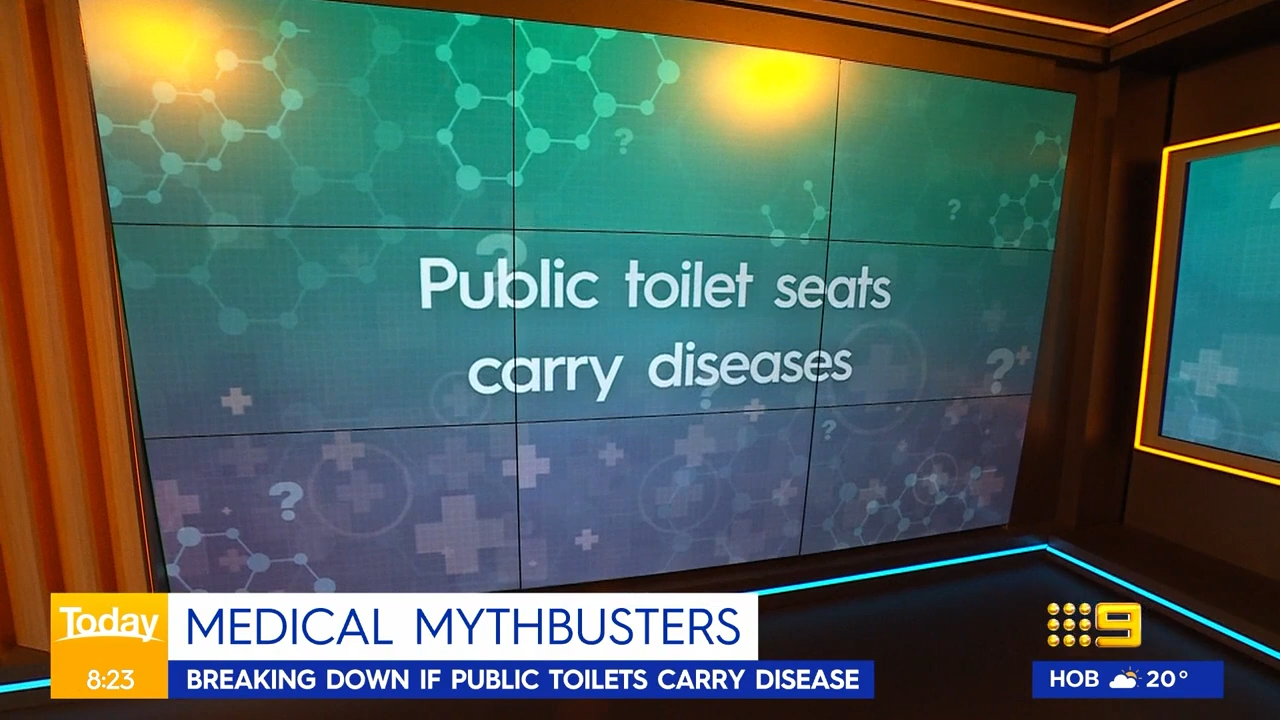 Public toilet seats
carry diseases
Today
MEDICAL MYTHBUSTERS
8:23
BREAKING DOWN IF PUBLIC TOILETS CARRY DISEASE
9
HOB 20°